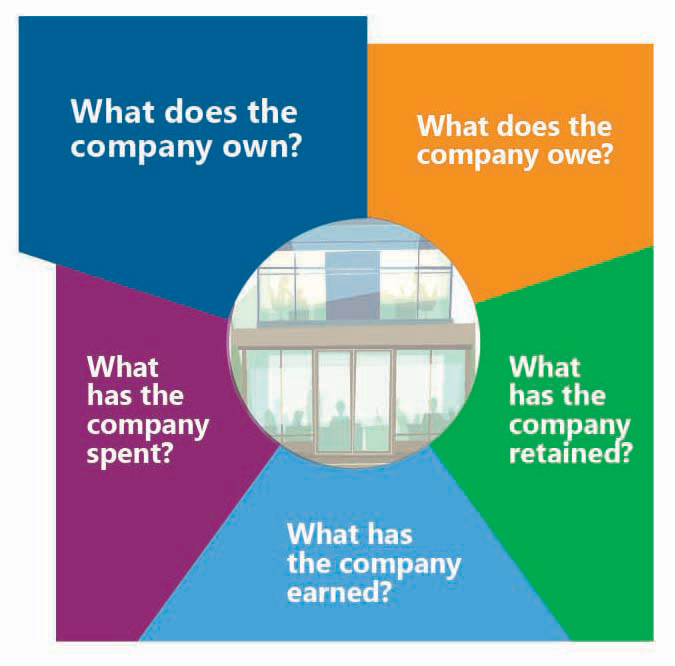 What does the
company own?
What does the
company owe?
What
has the
company
spent?
What
has the
company
retained?
What has
the company
earned?